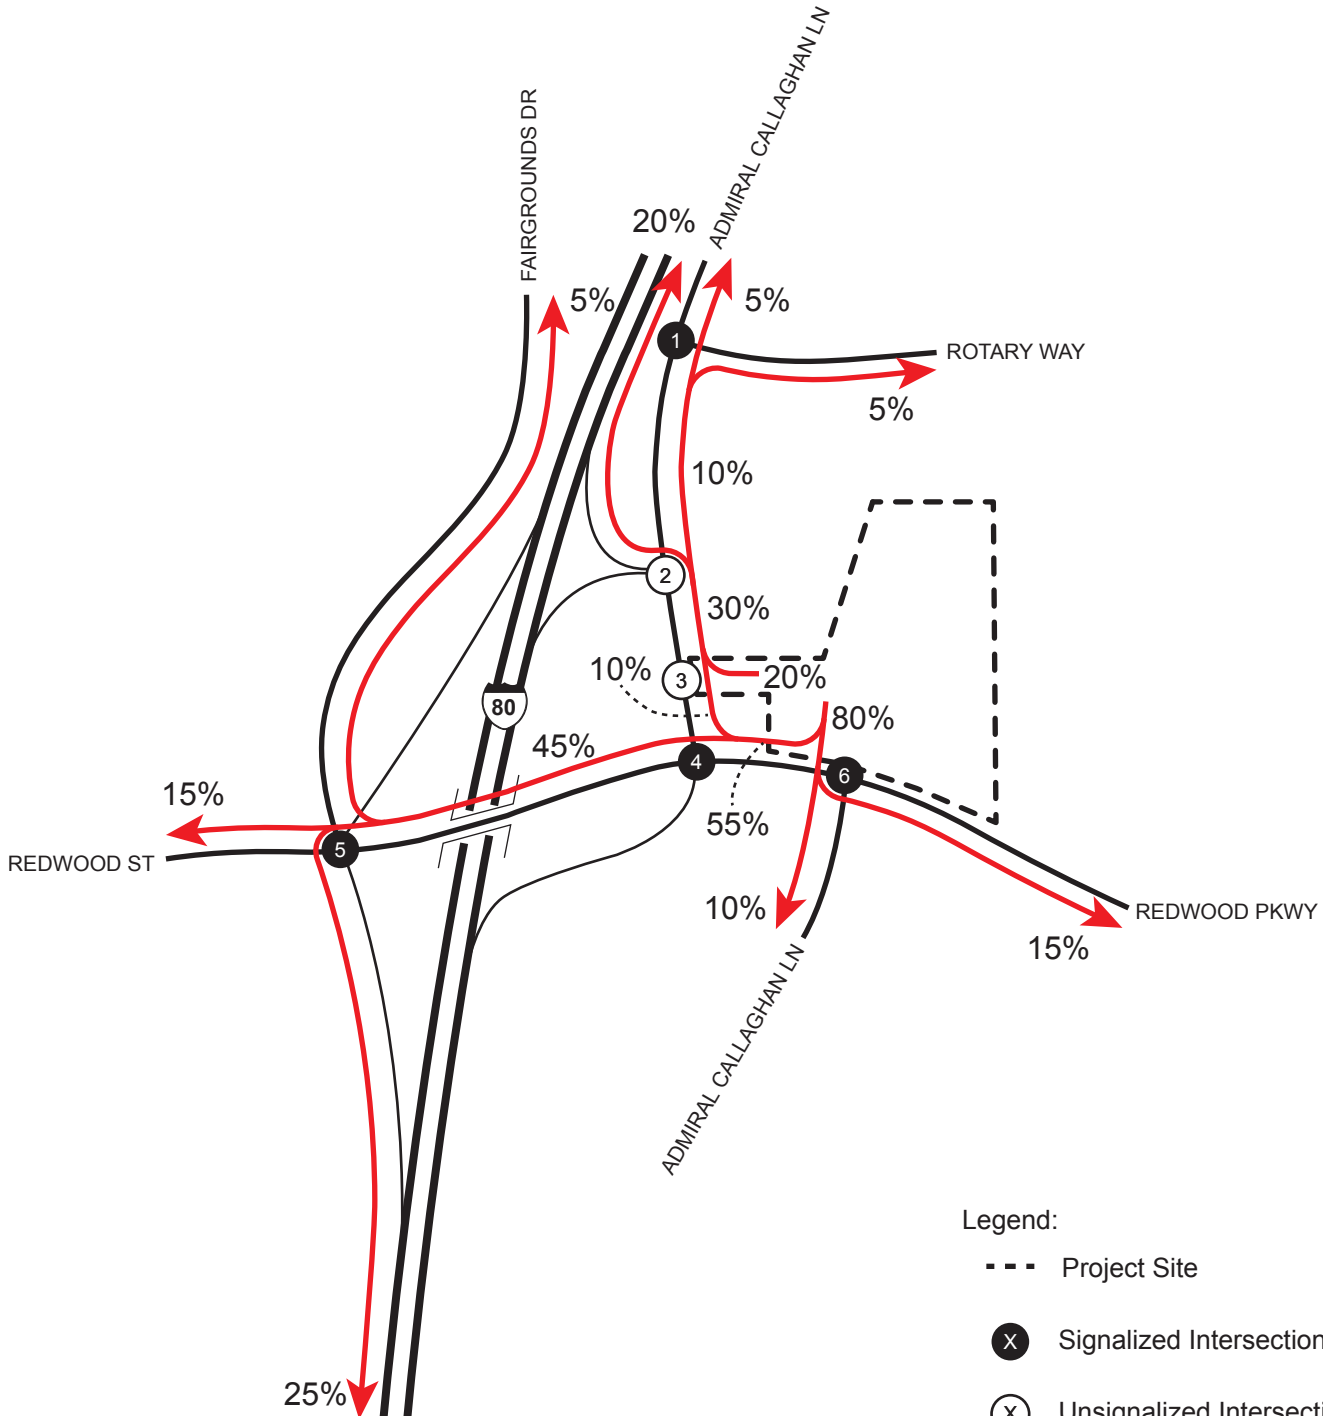 ADMIRAL CALLAGHAN LN
FAIRGROUNDS DR
20%
5%
5%
1
ROTARY WAY
5%
10%
2
30%
10%
3
20%
80
80%
45%
4
6
15%
55%
5
REDWOOD ST
10%
REDWOOD PKWY
15%
ADMIRAL CALLAGHAN LN
Legend:
Project Site
X Signalized Intersection
25%
X Unsignalized Intersecti